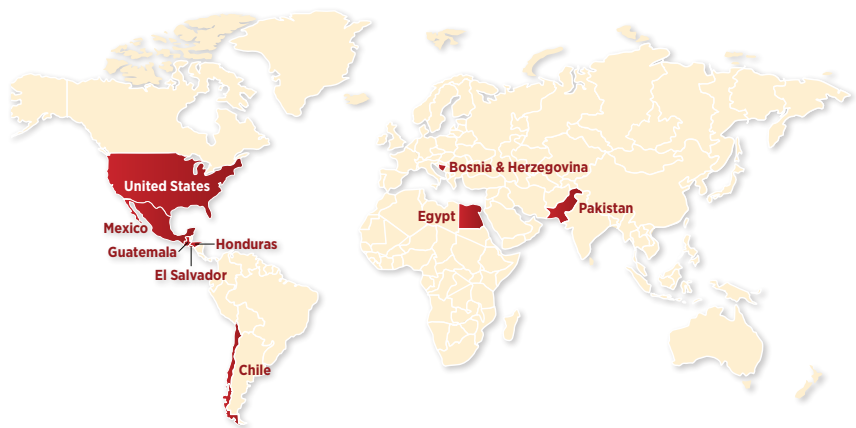 Bosnia & Herzegovina
United States
Pakistan
Egypt
Mexico
Honduras
Guatemala
El Salvador
Chile